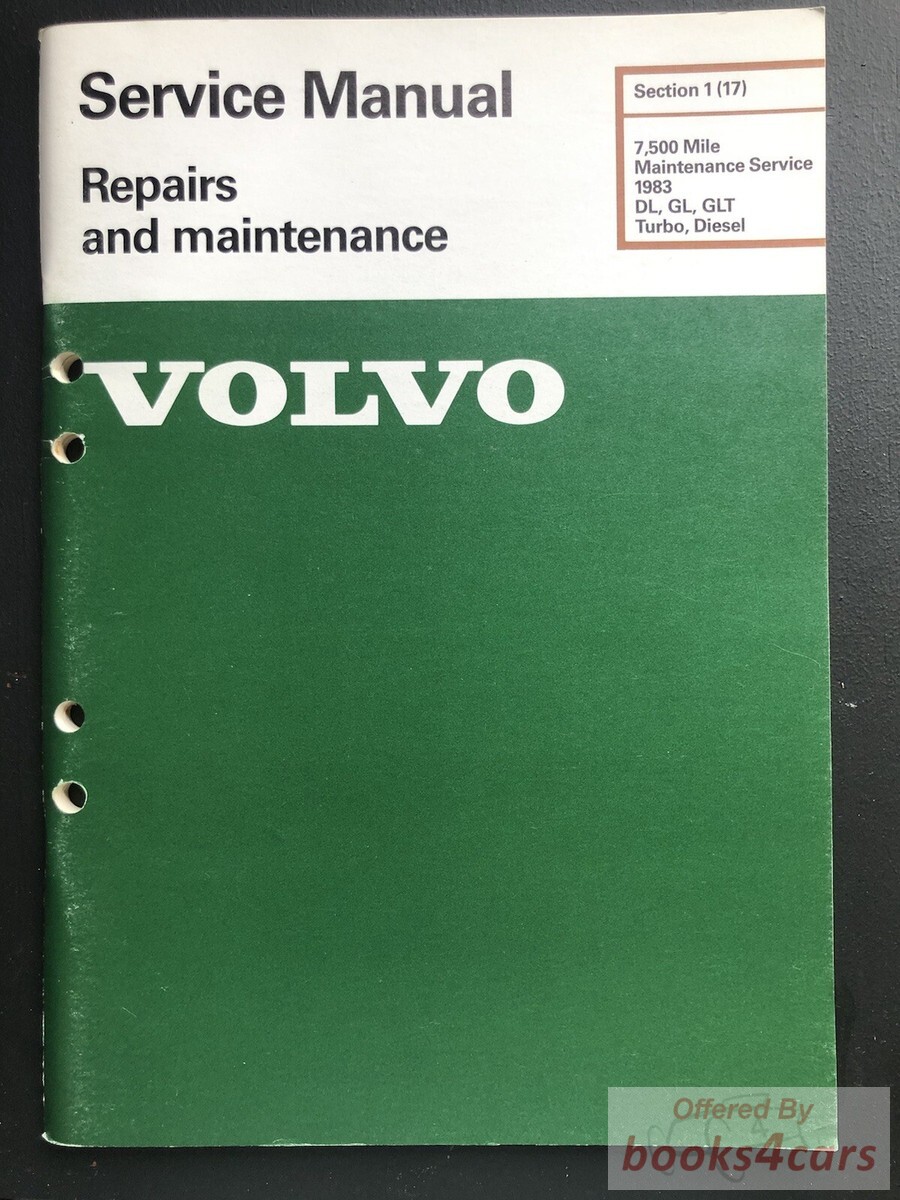 Service Manual
Repairs
and maintenance
Section 1 (17)
7,500 Mile
Maintenance Service
1983
DL, GL, GLT
Turbo, Diesel
VOLVO
Offered By
books4cars